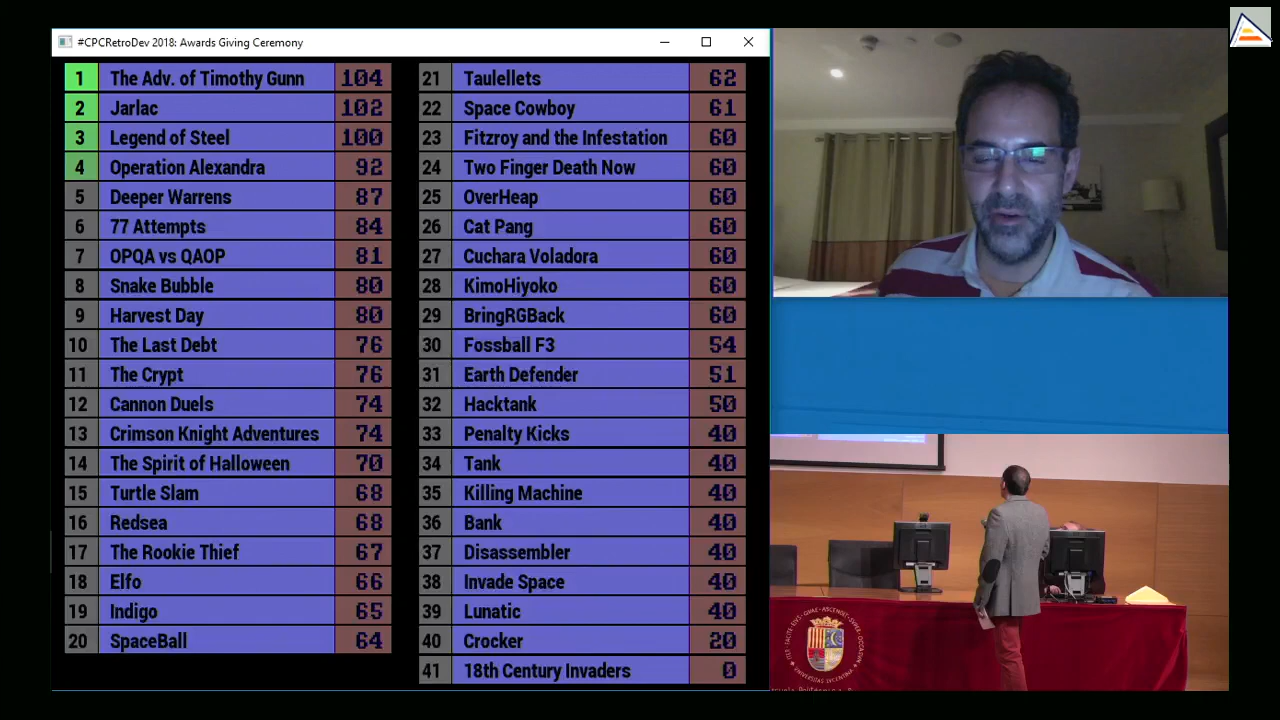 #CPCRetroDev 2018: Awards Giving Ceremony
1 The Adv. of Timothy Gunn 104
2 Jarlac 102
3 Legend of Steel 100
4 Operation Alexandra 92
5 Deeper Warrens 87
6 77 Attempts 84
7 OPQA vs QAOP 81
8 Snake Bubble 80
9 Harvest Day 80
10 The Last Debt 76
11 The Crypt 76
12 Cannon Duels 74
13 Crimson Knight Adventures 74
14 The Spirit of Halloween 70
15 Turtle Slam 68
16 Redsea 68
17 The Rookie Thief 67
18 Elfo 66
19 Indigo 65
20 SpaceBall 64
21 Taulellets 62
22 Space Cowboy 61
23 Fitzroy and the Infestation 60
24 Two Finger Death Now 60
25 OverHeap 60
26 Cat Pang 60
27 Cuchara Voladora 60
28 KimoHiyoko 60
29 BringRGBack 60
30 Fossball F3 54
31 Earth Defender 51
32 Hacktank 50
33 Penalty Kicks 40
34 Tank 40
35 Killing Machine 40
36 Bank 40
37 Disassembler 40
38 Invade Space 40
39 Lunatic 40
40 Crocker 20
41 18th Century Invaders 0